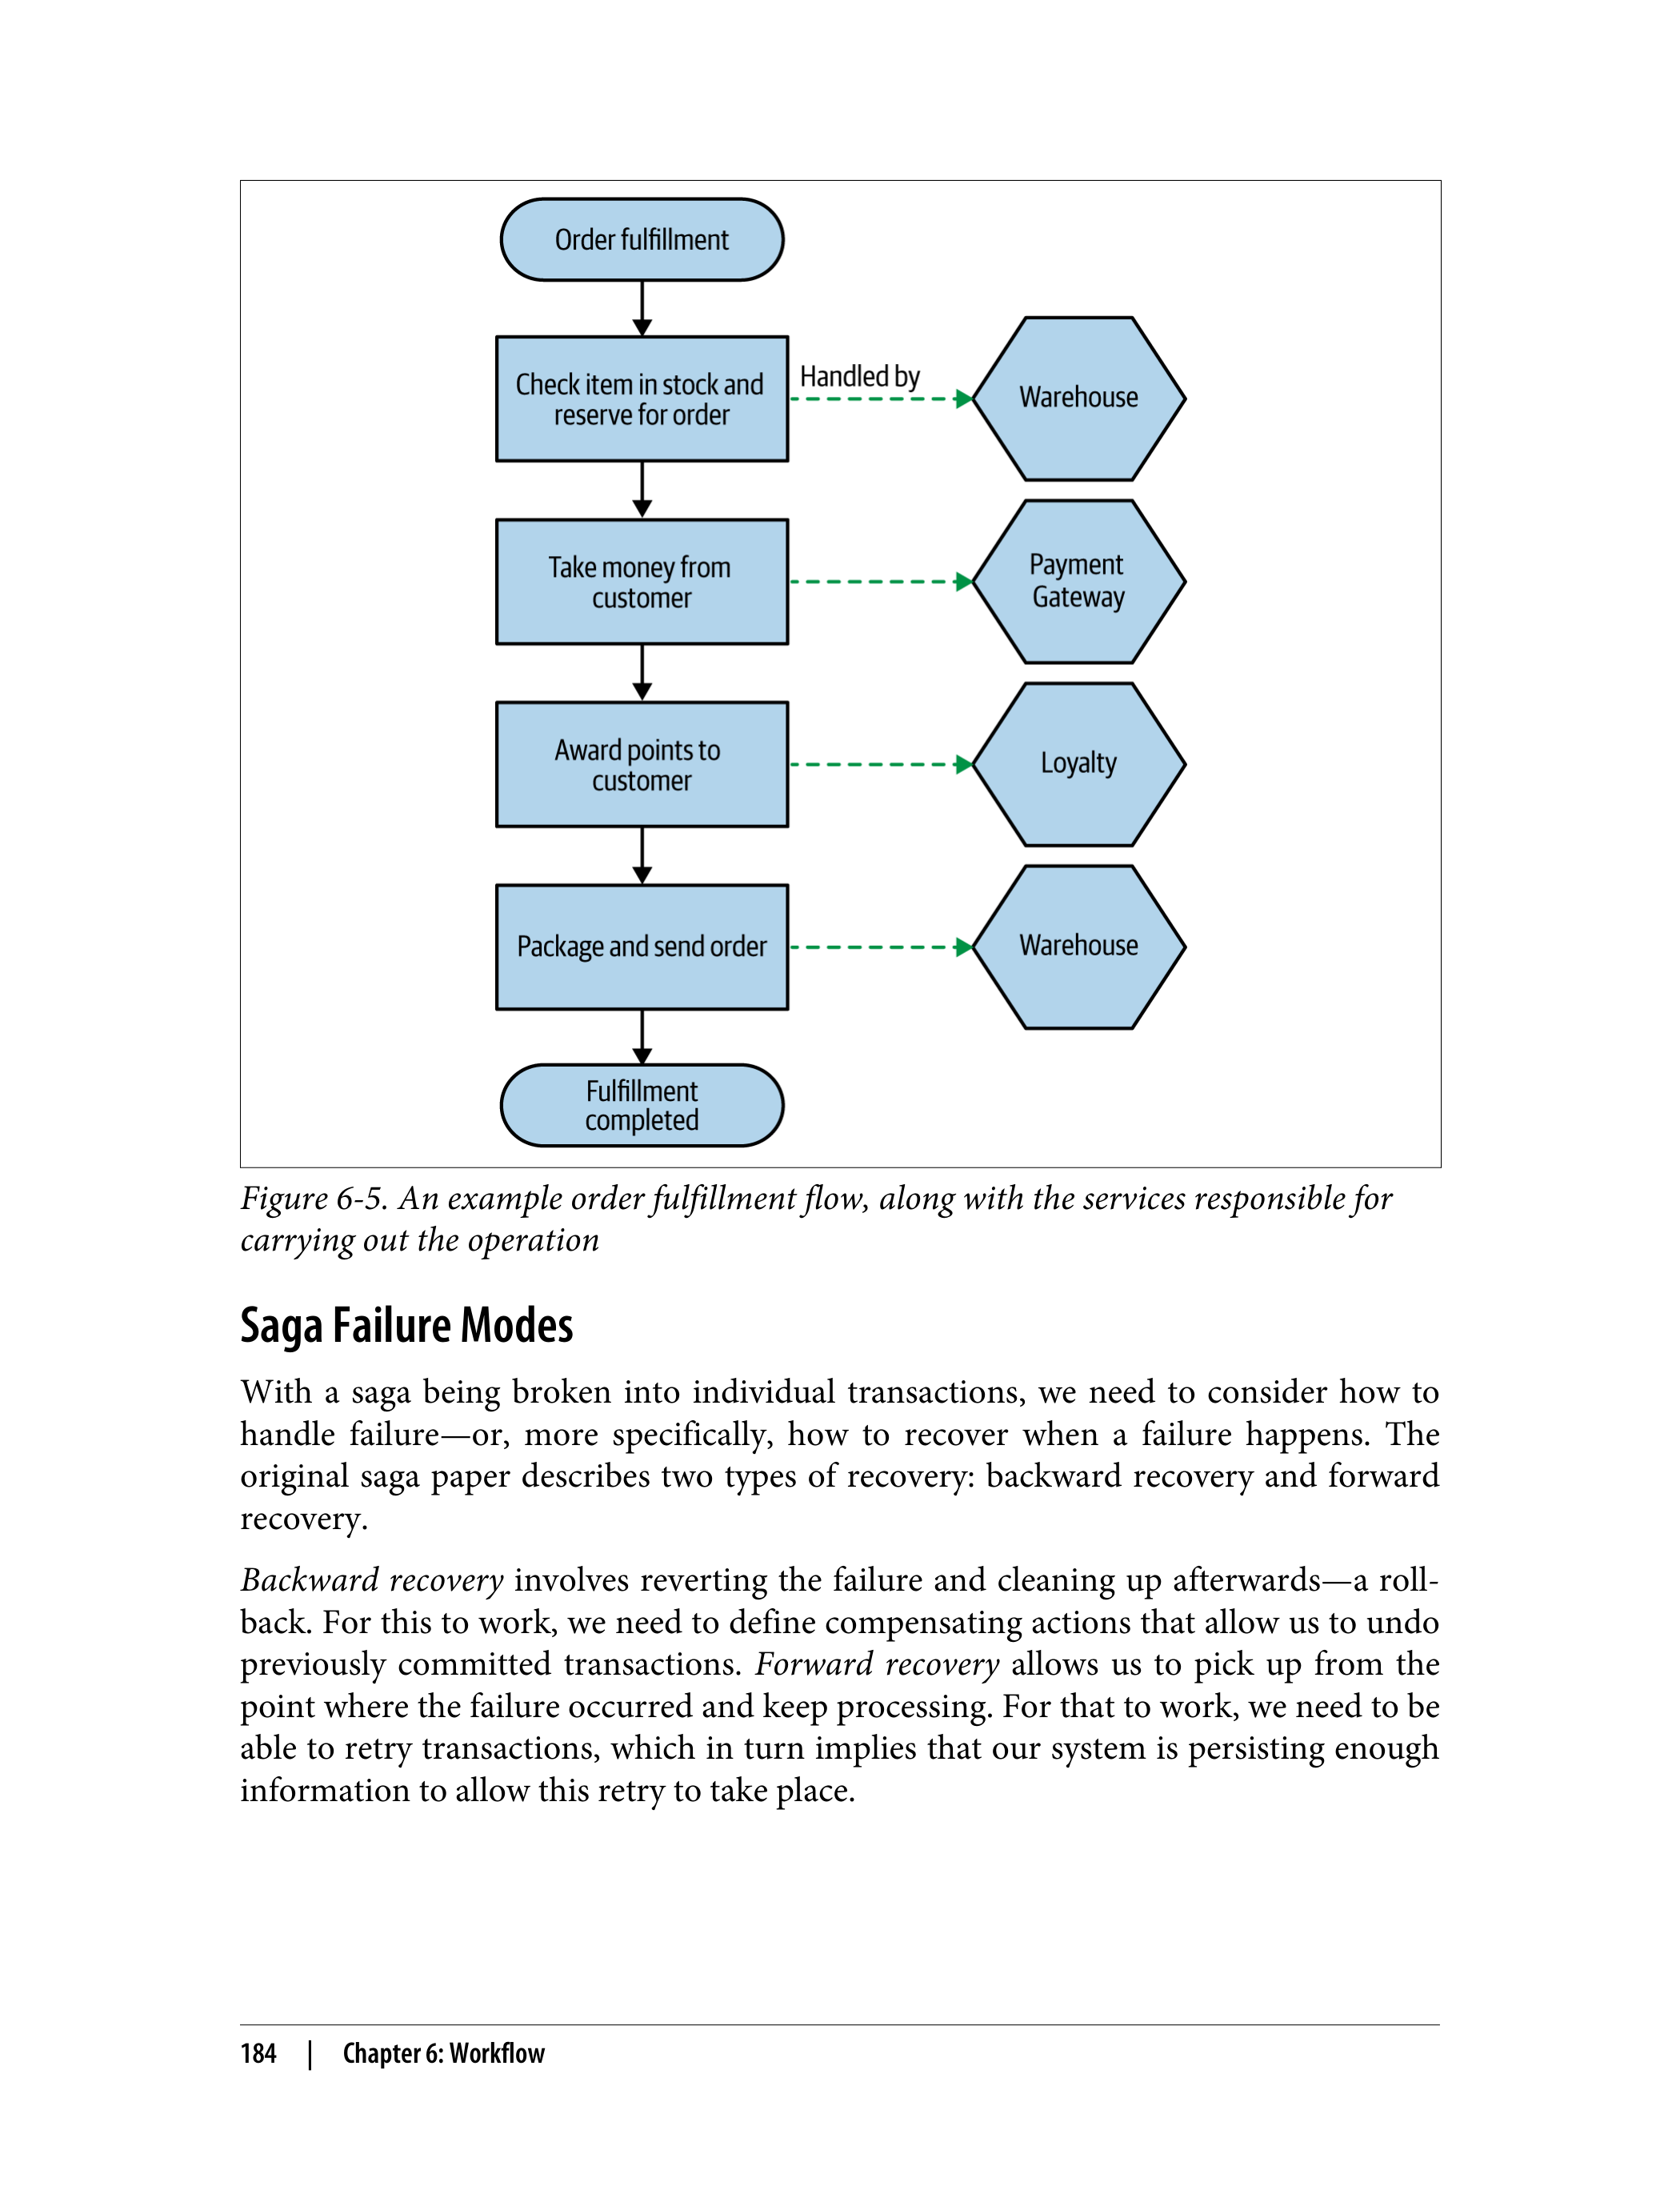 Order fulfillment
Check item in stock and
reserve for order
Handled by
Warehouse
Take money from
customer
Payment
Gateway
Award points to
customer
Loyalty
Package and send order
Warehouse
Fulfillment
completed
Figure 6-5. An example order fulfillment flow, along with the services responsible for
carrying out the operation
Saga Failure Modes
With a saga being broken into individual transactions, we need to consider how to
handle failure—or, more specifically, how to recover when a failure happens. The
original saga paper describes two types of recovery: backward recovery and forward
recovery.
Backward recovery involves reverting the failure and cleaning up afterwards—a roll-
back. For this to work, we need to define compensating actions that allow us to undo
previously committed transactions. Forward recovery allows us to pick up from the
point where the failure occurred and keep processing. For that to work, we need to be
able to retry transactions, which in turn implies that our system is persisting enough
information to allow this retry to take place.
184 | Chapter 6: Workflow